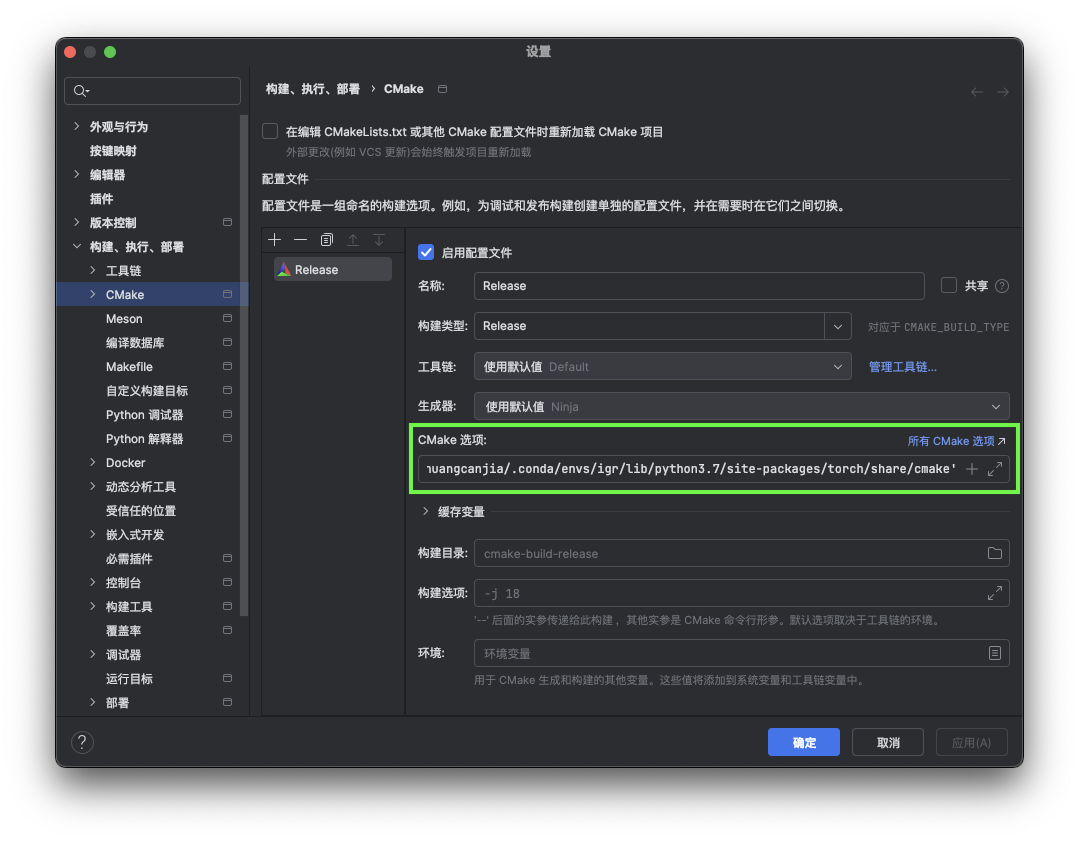 设置
构建、执行、部署 › CMake
外观与行为
按键映射
编辑器
插件
版本控制
构建、执行、部署
工具链
CMake
Meson
编译数据库
Makefile
自定义构建目标
Python 调试器
Python 解释器
Docker
动态分析工具
受信任的位置
嵌入式开发
必需插件
控制台
构建工具
覆盖率
调试器
运行目标
部署
在编辑 CMakeLists.txt 或其他 CMake 配置文件时重新加载 CMake 项目
外部更改(例如 VCS 更新)会始终触发项目重新加载
配置文件
配置文件是一组命名的构建选项。例如，为调试和发布构建创建单独的配置文件，并在需要时在它们之间切换。
Release
启用配置文件
名称: Release 共享 ?
构建类型: Release 对应于 CMAKE_BUILD_TYPE
工具链: 使用默认值 Default 管理工具链...
生成器: 使用默认值 Ninja
CMake 选项: 所有 CMake 选项 ↗
uangcanjia/.conda/envs/igr/lib/python3.7/site-packages/torch/share/cmake'
缓存变量
构建目录: cmake-build-release
构建选项: -j 18
'--' 后面的实参传递给此构建，其他实参是 CMake 命令行形参。默认选项取决于工具链的环境。
环境: 环境变量
用于 CMake 生成和构建的其他变量。这些值将添加到系统变量和工具链变量中。
?
确定 取消 应用(A)